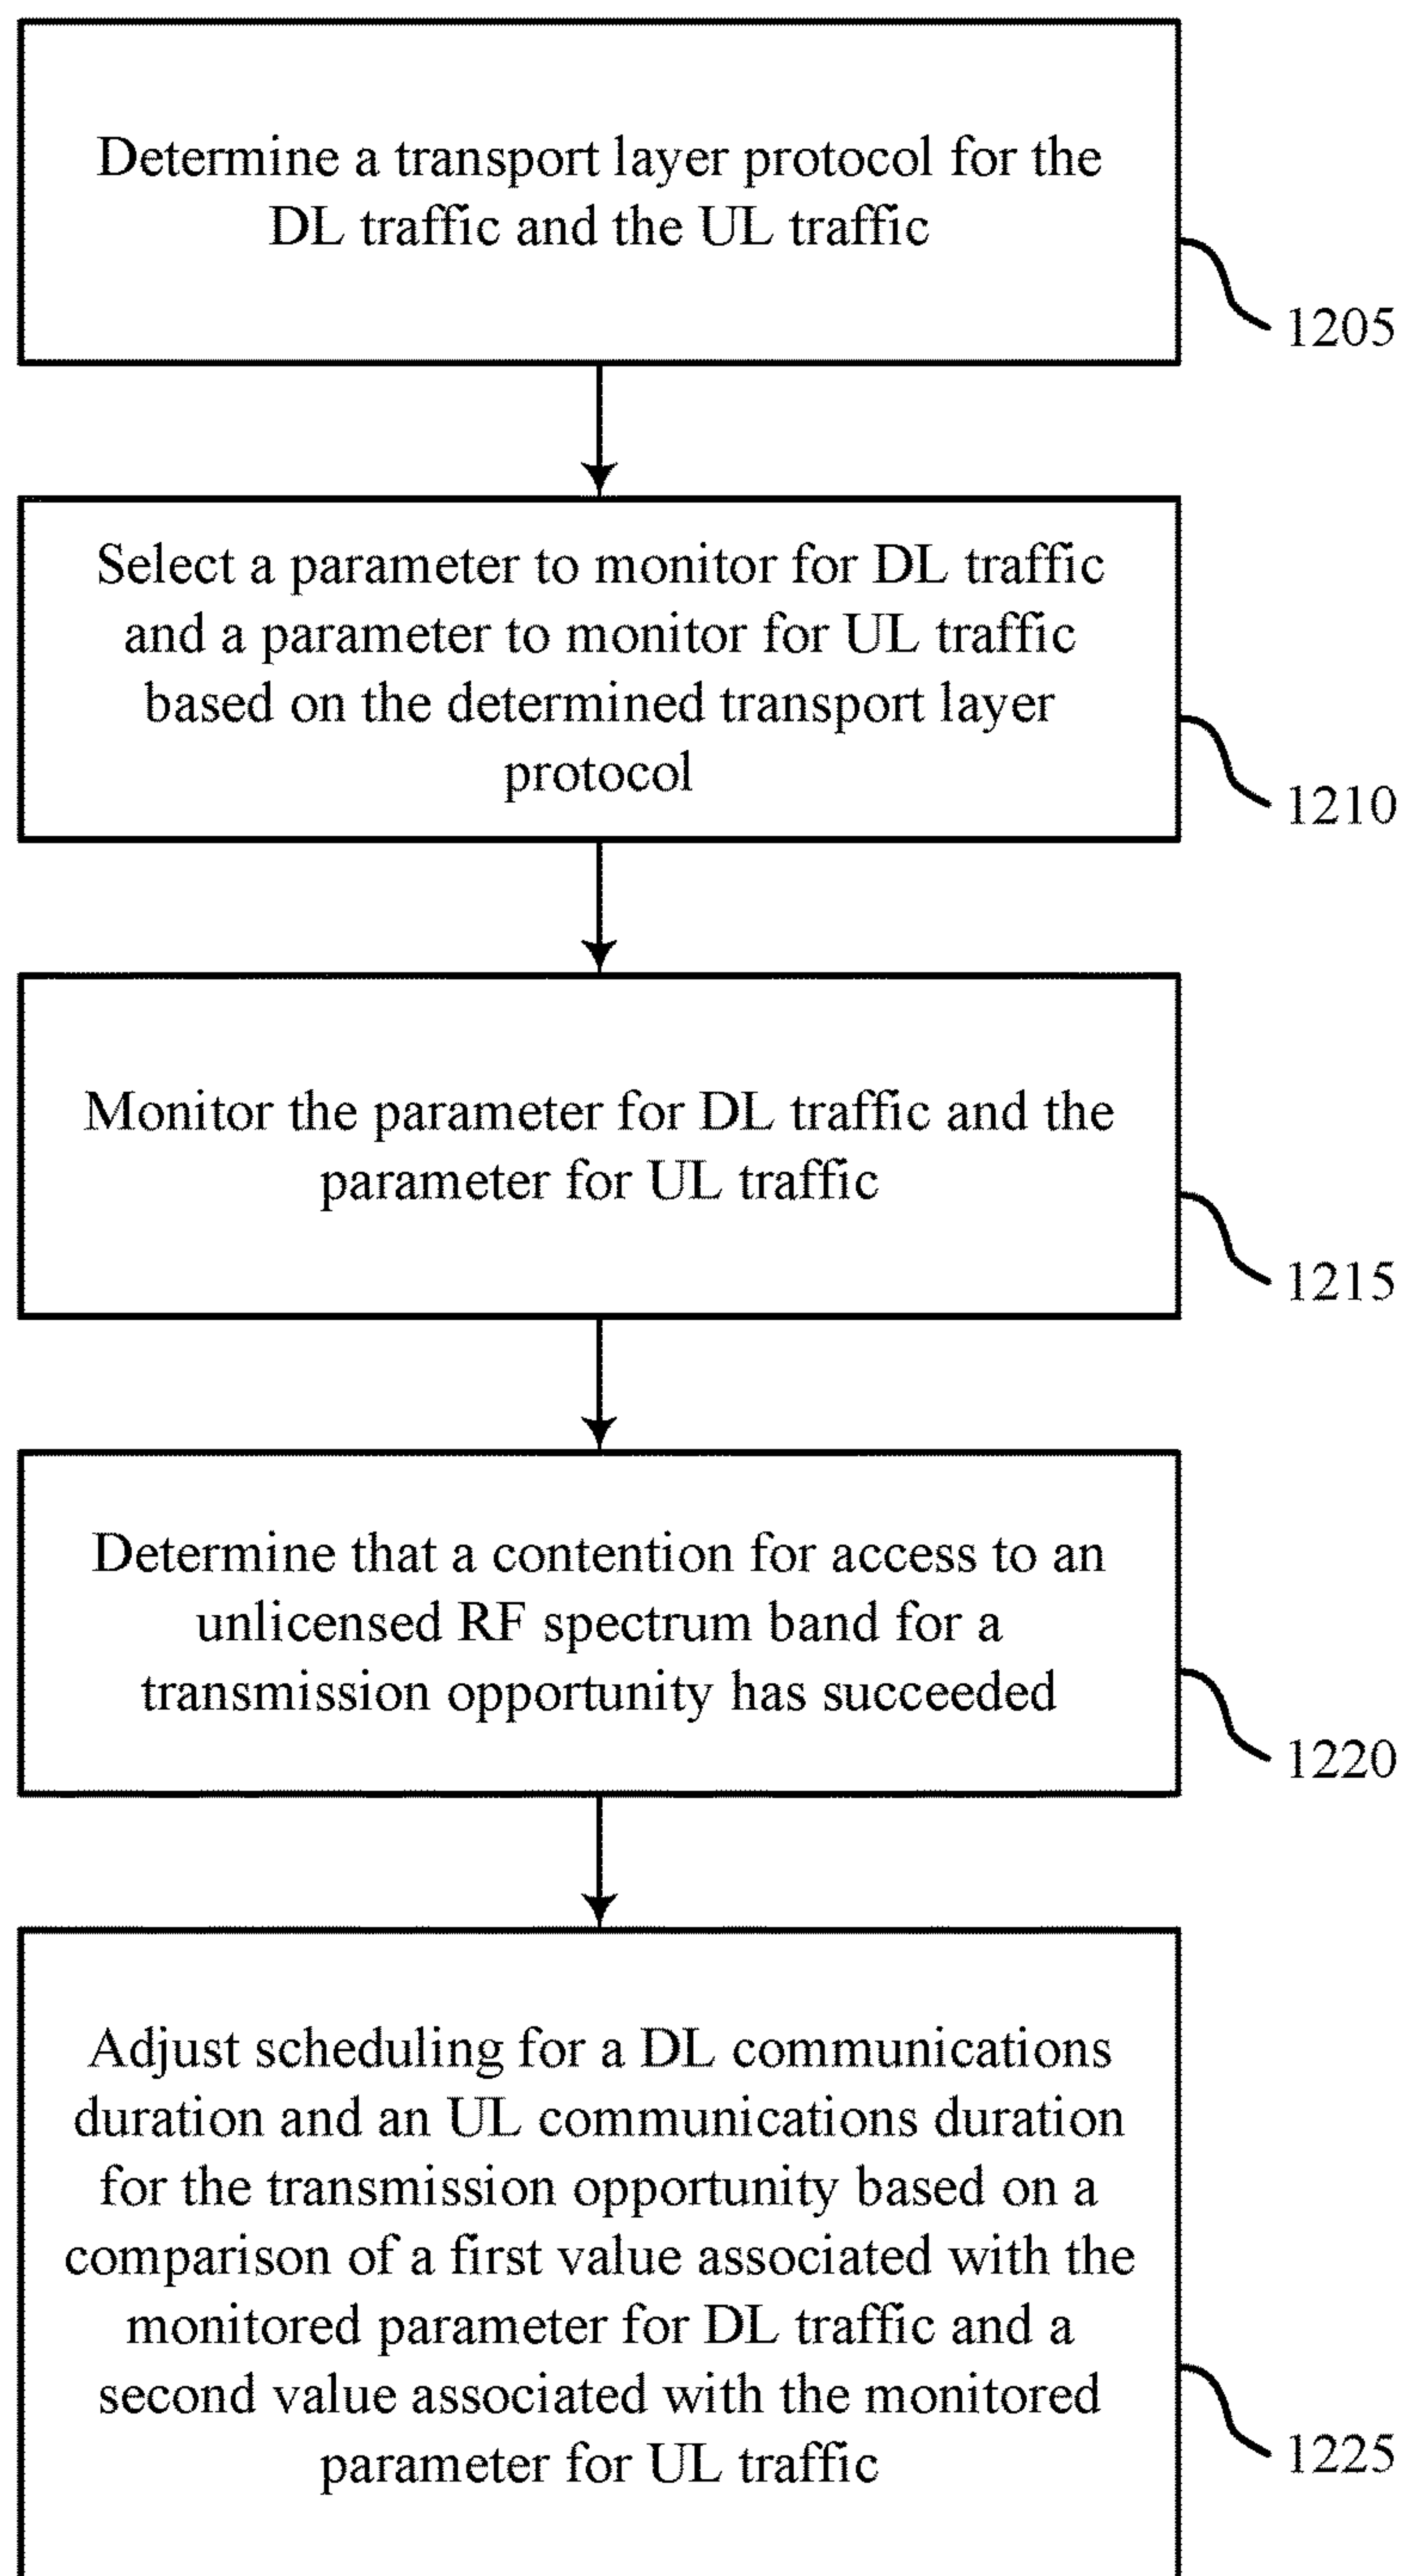 Determine a transport layer protocol for the
DL traffic and the UL traffic
1205
Select a parameter to monitor for DL traffic
and a parameter to monitor for UL traffic
based on the determined transport layer
protocol
1210
Monitor the parameter for DL traffic and the
parameter for UL traffic
1215
Determine that a contention for access to an
unlicensed RF spectrum band for a
transmission opportunity has succeeded
1220
Adjust scheduling for a DL communications
duration and an UL communications duration
for the transmission opportunity based on a
comparison of a first value associated with the
monitored parameter for DL traffic and a
second value associated with the monitored
parameter for UL traffic
1225